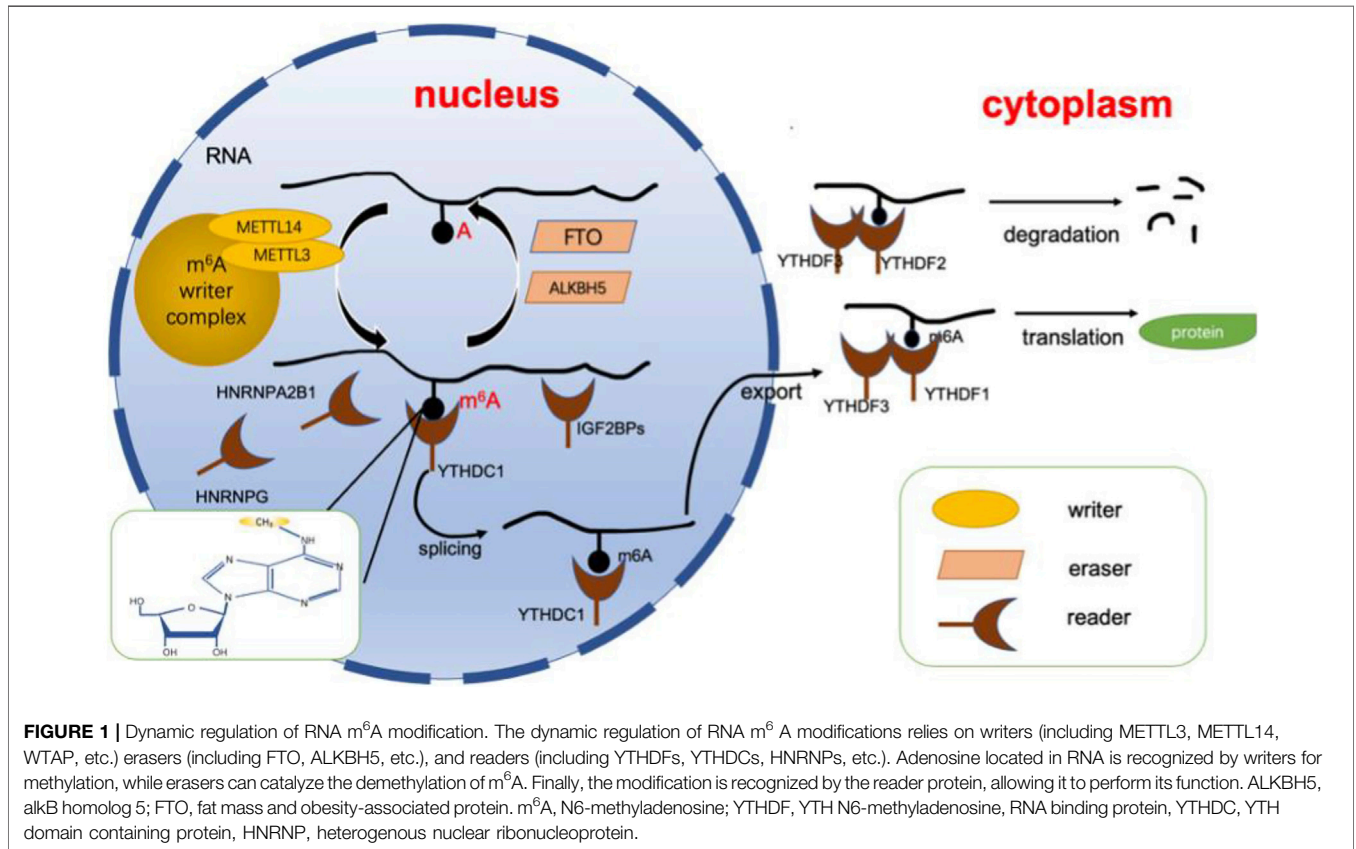 nucleus
cytoplasm
RNA
METTL14
METTL3
m⁶A
writer
complex
A
FTO
ALKBH5
YTHDF3
YTHDF2
degradation
m6A
YTHDF3
YTHDF1
translation
protein
HNRNPA2B1
HNRNPG
m⁶A
YTHDC1
IGF2BPs
export
splicing
m6A
YTHDC1
CH₃
NH
N
N
N
N
HO
O
OH
OH
writer
eraser
reader
FIGURE 1 | Dynamic regulation of RNA m⁶A modification. The dynamic regulation of RNA m⁶ A modifications relies on writers (including METTL3, METTL14,
WTAP, etc.) erasers (including FTO, ALKBH5, etc.), and readers (including YTHDFs, YTHDCs, HNRNPs, etc.). Adenosine located in RNA is recognized by writers for
methylation, while erasers can catalyze the demethylation of m⁶A. Finally, the modification is recognized by the reader protein, allowing it to perform its function. ALKBH5,
alkB homolog 5; FTO, fat mass and obesity-associated protein. m⁶A, N6-methyladenosine; YTHDF, YTH N6-methyladenosine, RNA binding protein, YTHDC, YTH
domain containing protein, HNRNP, heterogenous nuclear ribonucleoprotein.